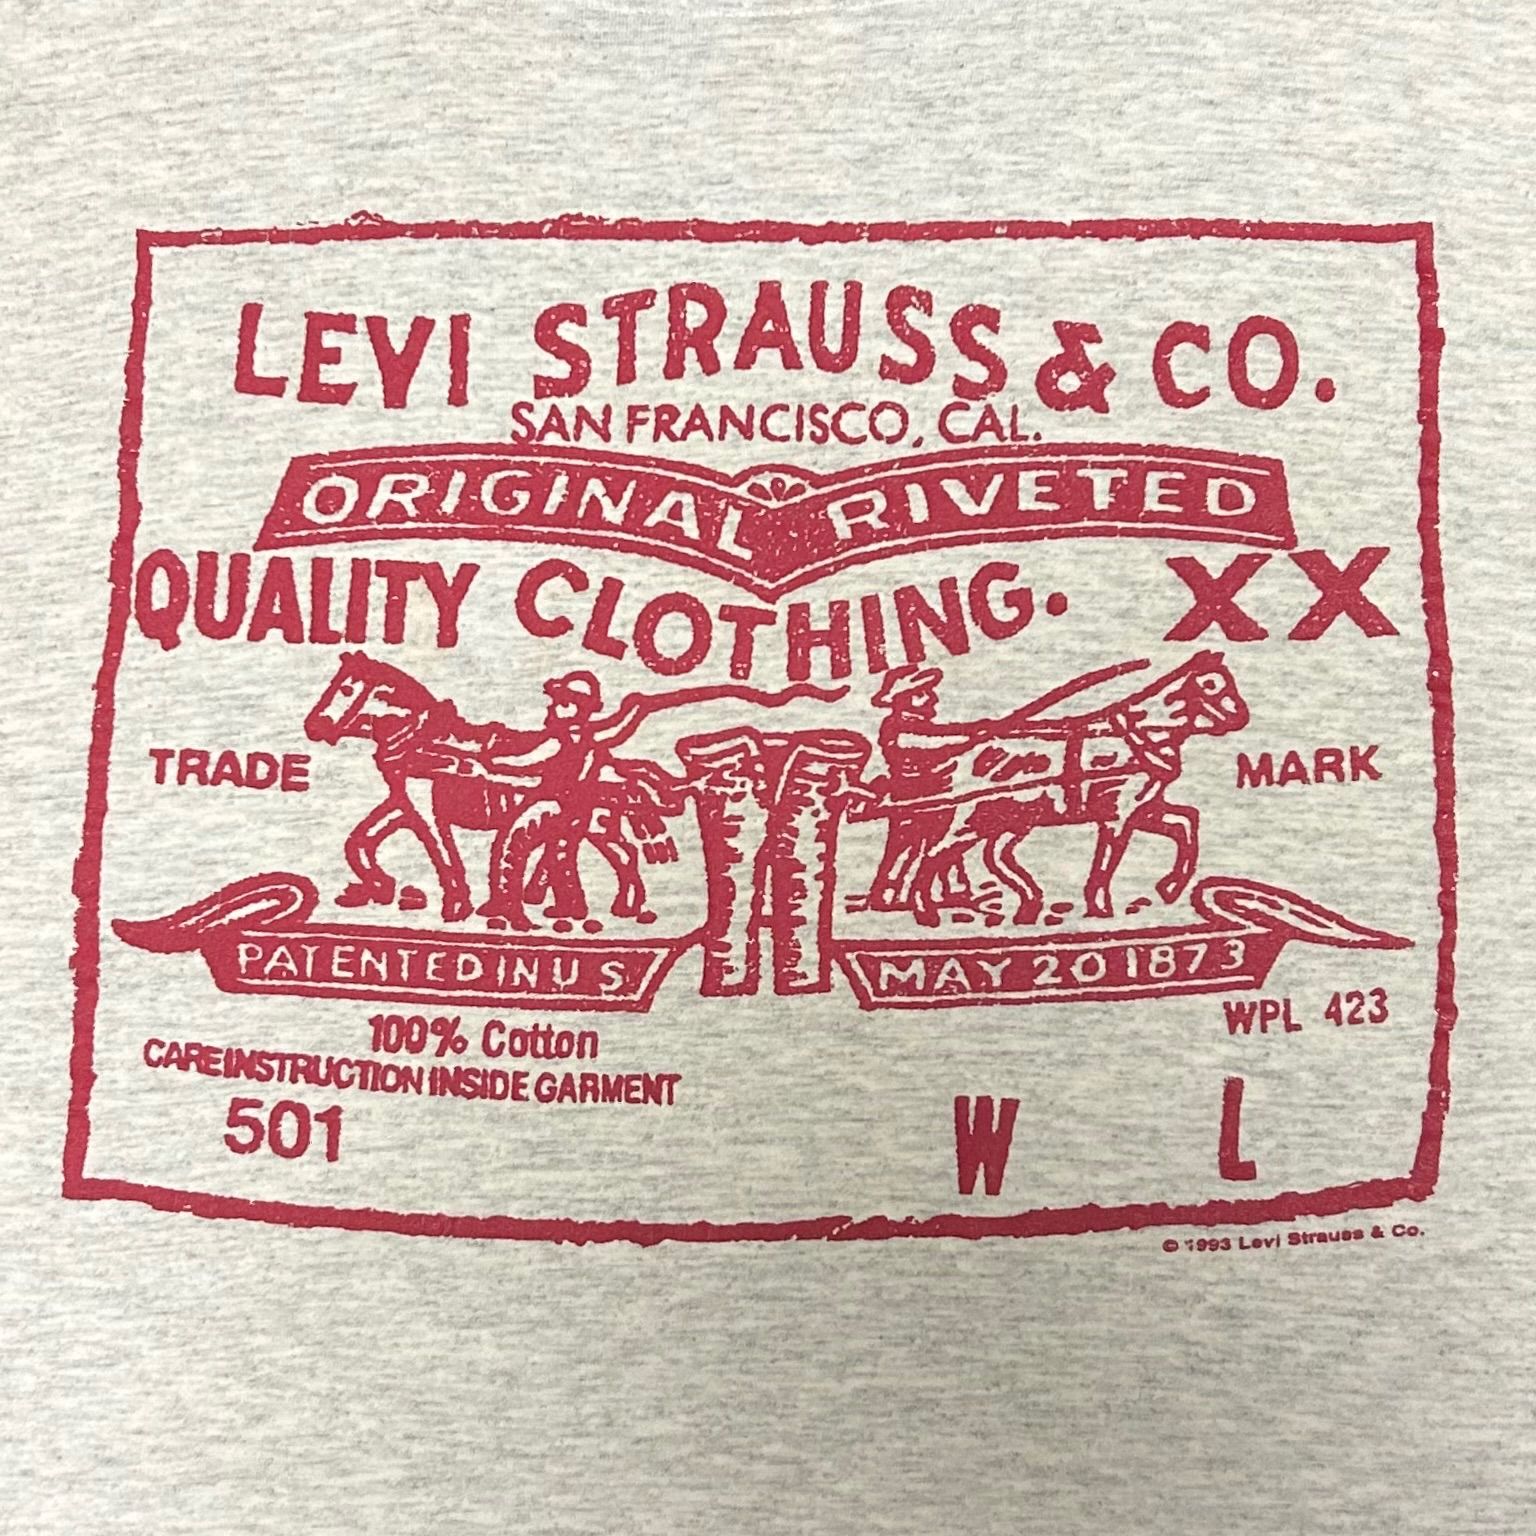 LEVI STRAUSS & CO.
SAN FRANCISCO, CAL.
ORIGINAL RIVETED
QUALITY CLOTHING. XX
TRADE MARK
PATENTED IN U S MAY 20 1873
WPL 423
100% Cotton
CARE INSTRUCTION INSIDE GARMENT
501 W L
© 1993 Levi Strauss & Co.